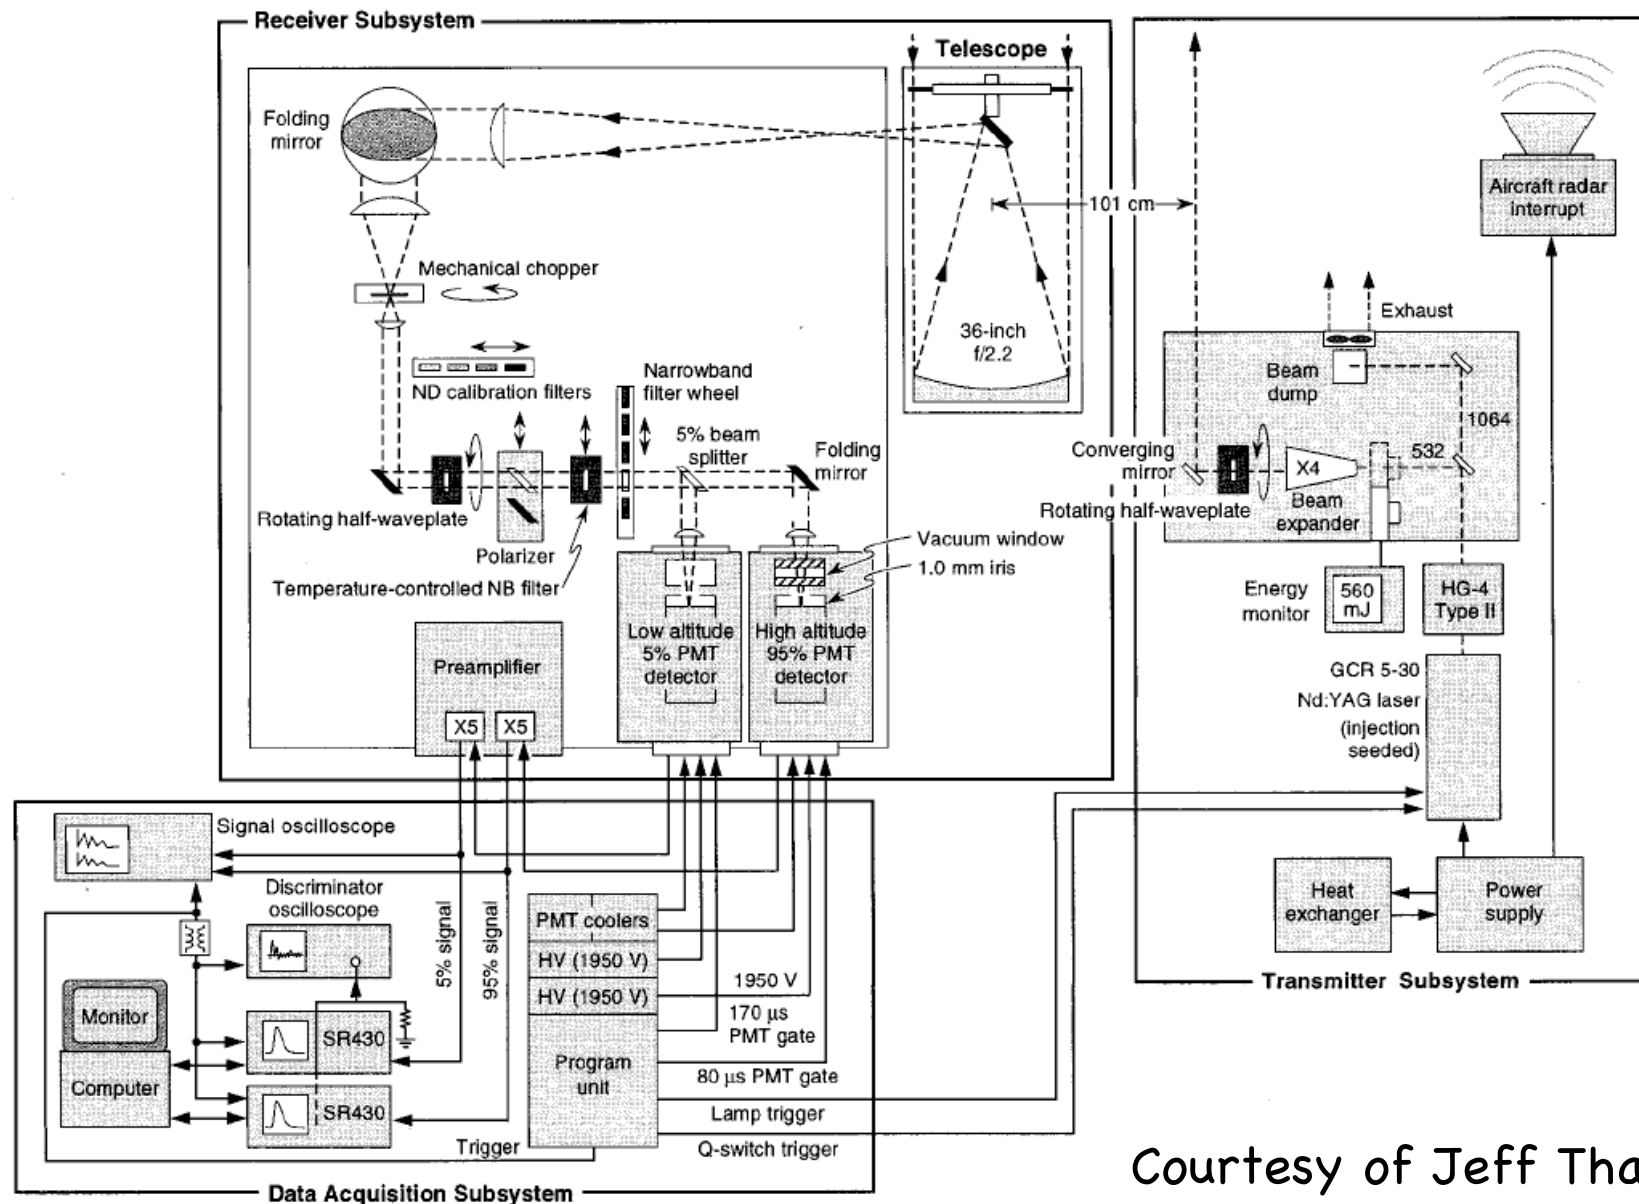 Receiver Subsystem
Telescope
Folding
mirror
101 cm
Aircraft radar
interrupt
Mechanical chopper
36-inch
f/2.2
Exhaust
ND calibration filters
Narrowband
filter wheel
5% beam
splitter
Folding
mirror
Beam
dump
1064
532
Converging
mirror
X4
Beam
expander
Rotating half-waveplate
Rotating half-waveplate
Polarizer
Temperature-controlled NB filter
Vacuum window
1.0 mm iris
Energy
monitor
560
mJ
HG-4
Type II
Preamplifier
X5
X5
Low altitude
5% PMT
detector
High altitude
95% PMT
detector
GCR 5-30
Nd:YAG laser
(injection
seeded)
Signal oscilloscope
Discriminator
oscilloscope
5% signal
95% signal
PMT coolers
HV (1950 V)
HV (1950 V)
1950 V
170 µs
PMT gate
Program
unit
80 µs PMT gate
Lamp trigger
Q-switch trigger
Trigger
Monitor
Computer
SR430
SR430
Heat
exchanger
Power
supply
Transmitter Subsystem
Data Acquisition Subsystem
Courtesy of Jeff Tha